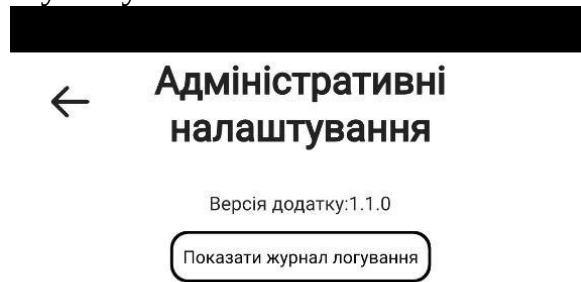 Адміністративні
налаштування
Версія додатку:1.1.0
Показати журнал логування